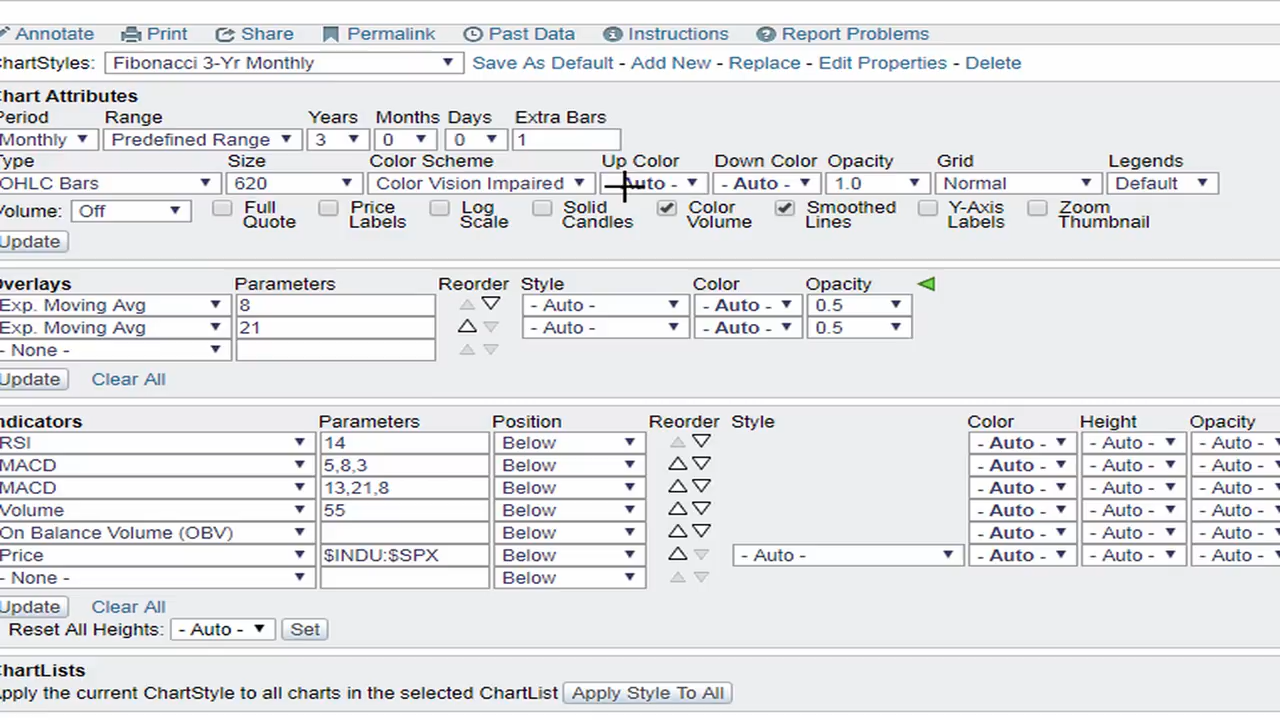 Annotate Print Share Permalink Past Data Instructions Report Problems
ChartStyles: Fibonacci 3-Yr Monthly Save As Default - Add New - Replace - Edit Properties - Delete
Chart Attributes
Period Range Years Months Days Extra Bars
Monthly Predefined Range 3 0 0 1
Type Size Color Scheme Up Color Down Color Opacity Grid Legends
OHLC Bars 620 Color Vision Impaired - Auto - - Auto - 1.0 Normal Default
Volume: Off Full Quote Price Labels Log Scale Solid Candles Color Volume Smoothed Lines Y-Axis Labels Zoom Thumbnail
Update
Overlays Parameters Reorder Style Color Opacity
Exp. Moving Avg 8 - Auto - - Auto - 0.5
Exp. Moving Avg 21 - Auto - - Auto - 0.5
- None -
Update Clear All
Indicators Parameters Position Reorder Style Color Height Opacity
RSI 14 Below - Auto - - Auto - - Auto -
MACD 5,8,3 Below - Auto - - Auto - - Auto -
MACD 13,21,8 Below - Auto - - Auto - - Auto -
Volume 55 Below - Auto - - Auto - - Auto -
On Balance Volume (OBV) Below - Auto - - Auto - - Auto -
Price $INDU:$SPX Below - Auto - - Auto - - Auto - - Auto -
- None - Below
Update Clear All
Reset All Heights: - Auto - Set
ChartLists
Apply the current ChartStyle to all charts in the selected ChartList Apply Style To All